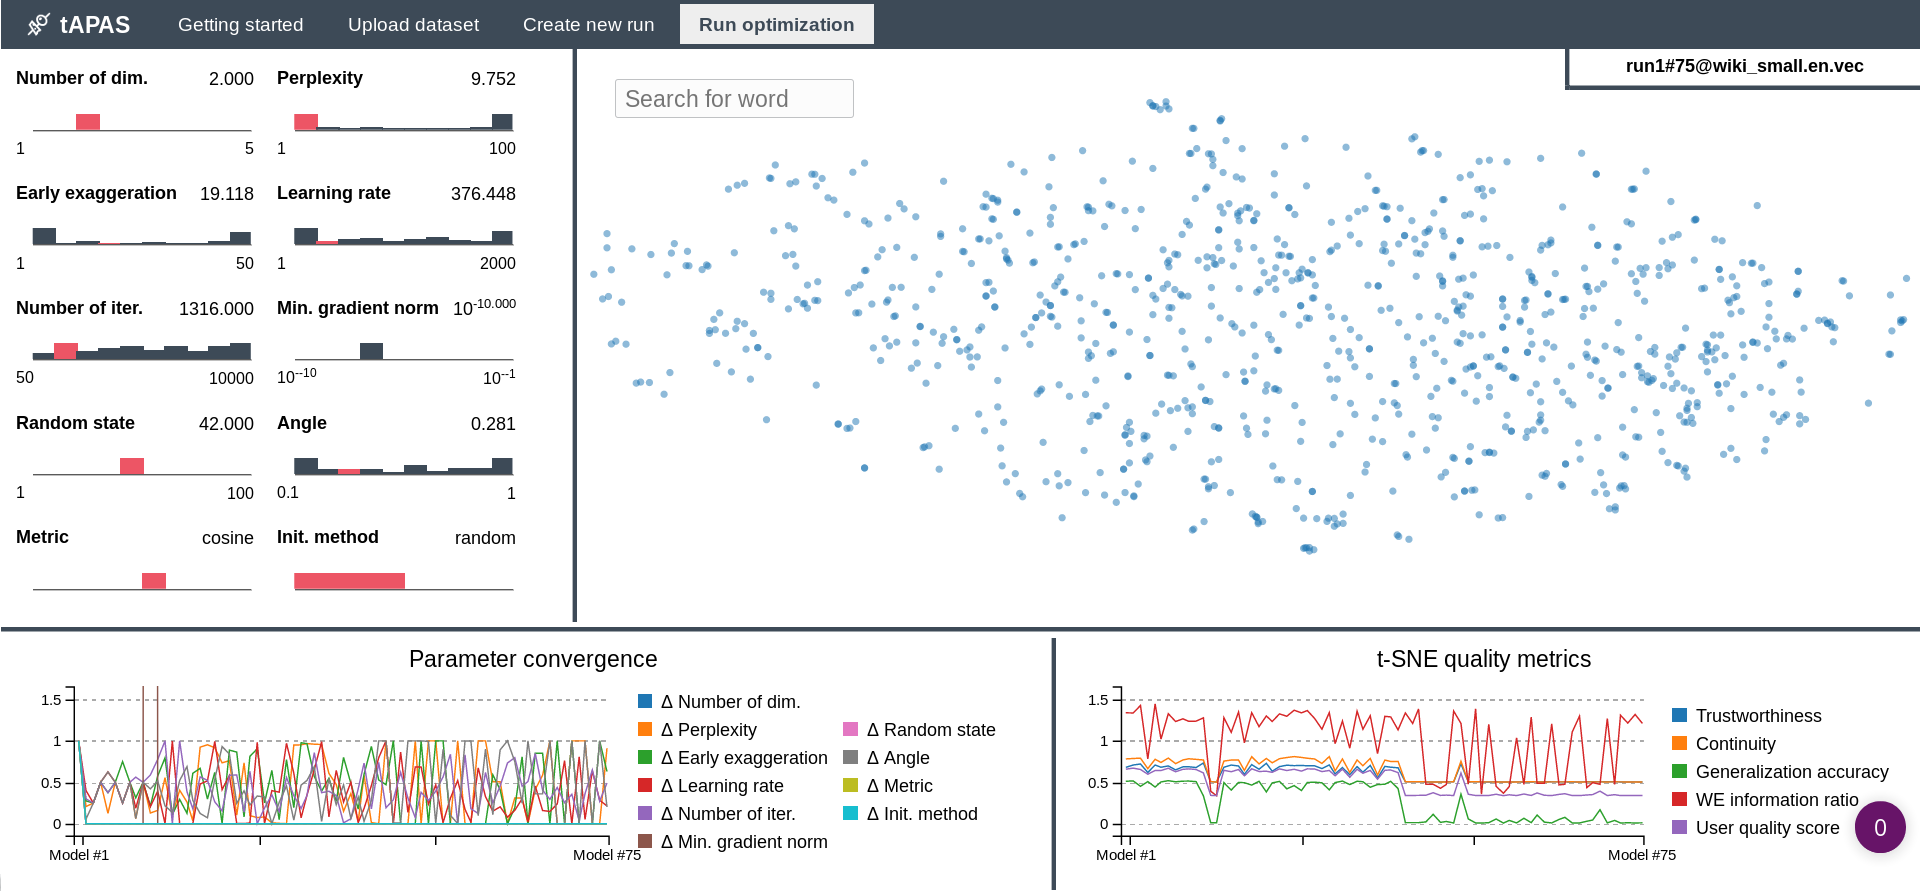 tAPAS Getting started Upload dataset Create new run Run optimization
run1#75@wiki_small.en.vec
Search for word
Number of dim. 2.000 Perplexity 9.752
1 5 1 100
Early exaggeration 19.118 Learning rate 376.448
1 50 1 2000
Number of iter. 1316.000 Min. gradient norm 10-10.000
50 10000 10--10 10--1
Random state 42.000 Angle 0.281
1 100 0.1 1
Metric cosine Init. method random
Parameter convergence
1.5
1
0.5
0
Model #1 Model #75
Δ Number of dim.
Δ Perplexity Δ Random state
Δ Early exaggeration Δ Angle
Δ Learning rate Δ Metric
Δ Number of iter. Δ Init. method
Δ Min. gradient norm
t-SNE quality metrics
1.5
1
0.5
0
Model #1 Model #75
Trustworthiness
Continuity
Generalization accuracy
WE information ratio
User quality score
0